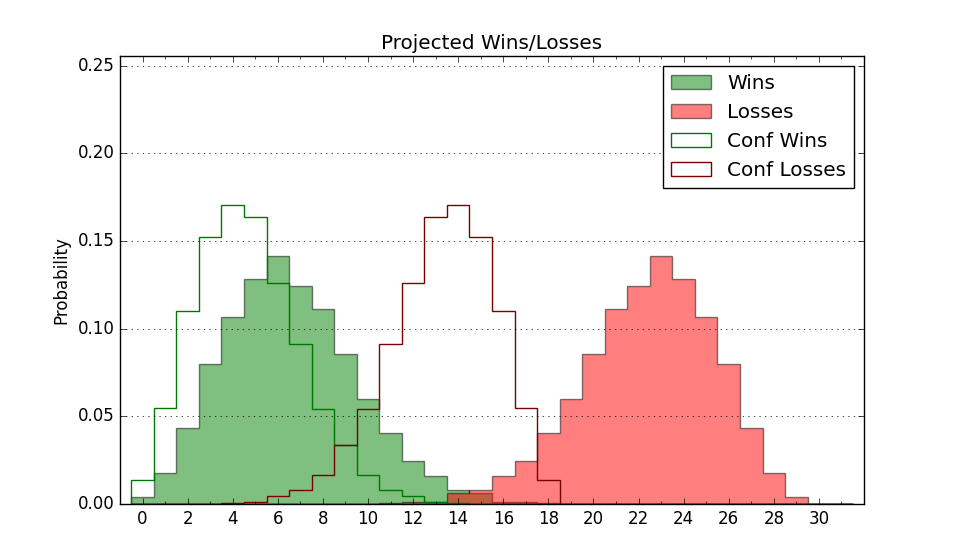 Projected Wins/Losses
0.25
0.20
0.15
0.10
0.05
0.00
Probability
Wins
Losses
Conf Wins
Conf Losses
0 2 4 6 8 10 12 14 16 18 20 22 24 26 28 30